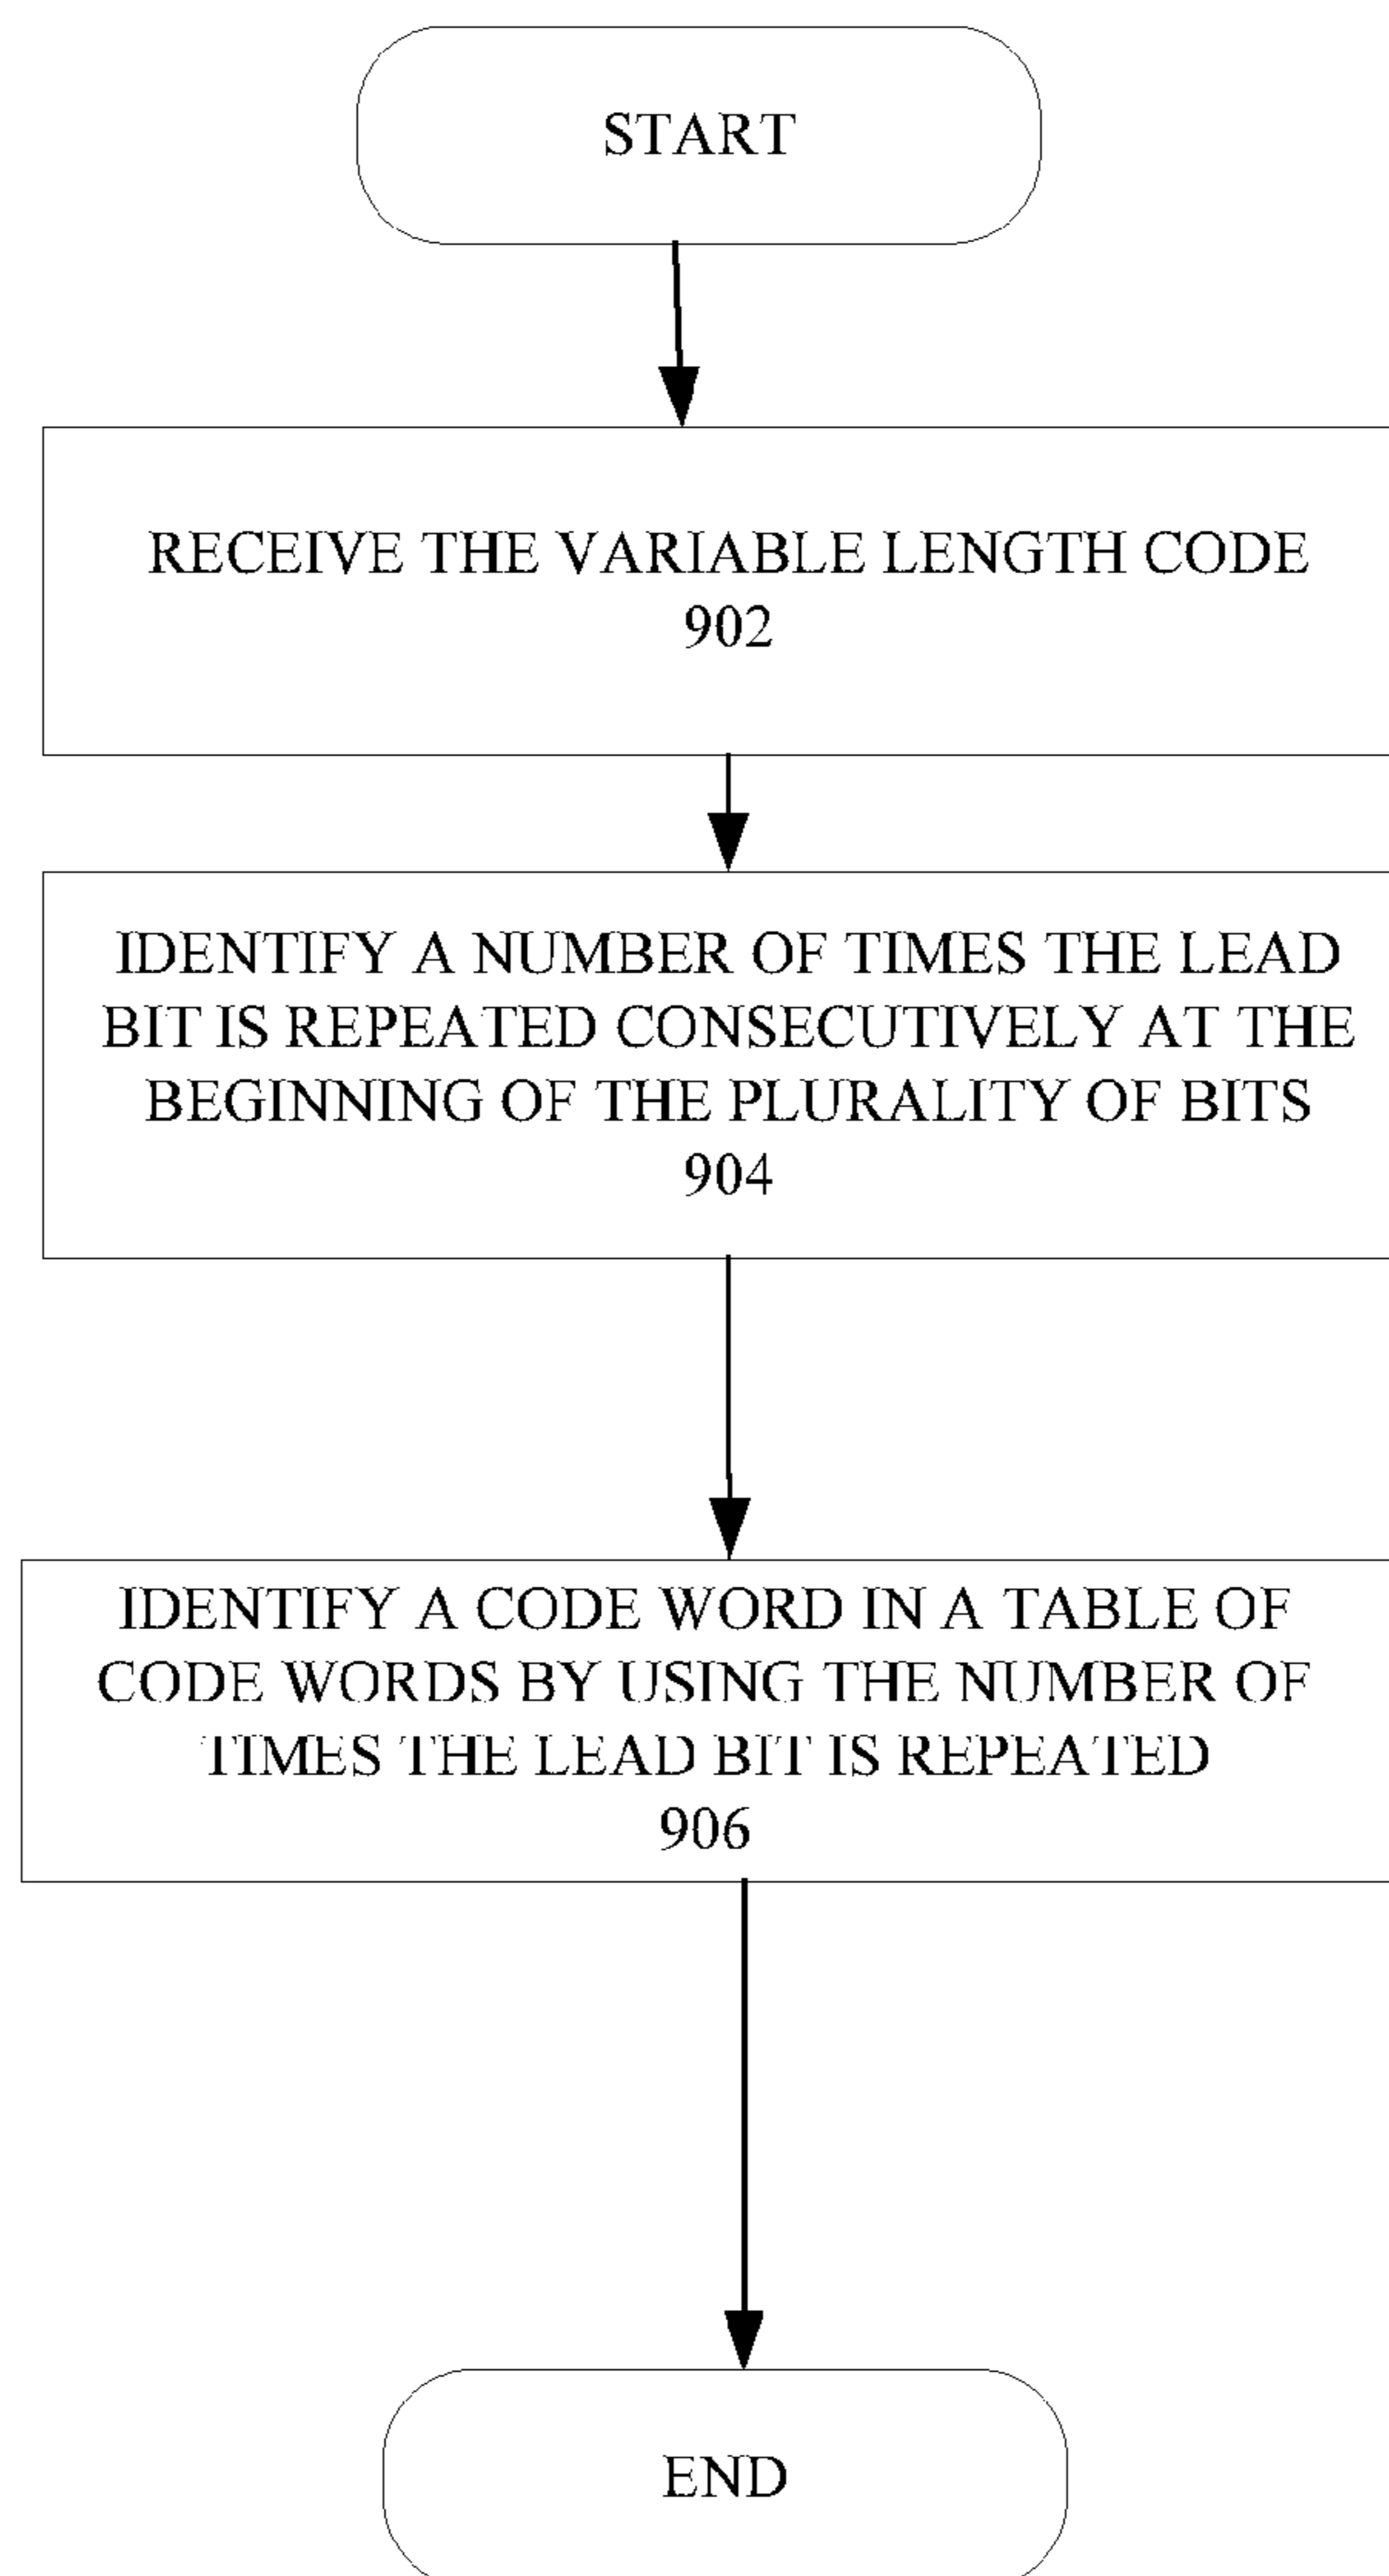 START
RECEIVE THE VARIABLE LENGTH CODE
902
IDENTIFY A NUMBER OF TIMES THE LEAD
BIT IS REPEATED CONSECUTIVELY AT THE
BEGINNING OF THE PLURALITY OF BITS
904
IDENTIFY A CODE WORD IN A TABLE OF
CODE WORDS BY USING THE NUMBER OF
TIMES THE LEAD BIT IS REPEATED
906
END